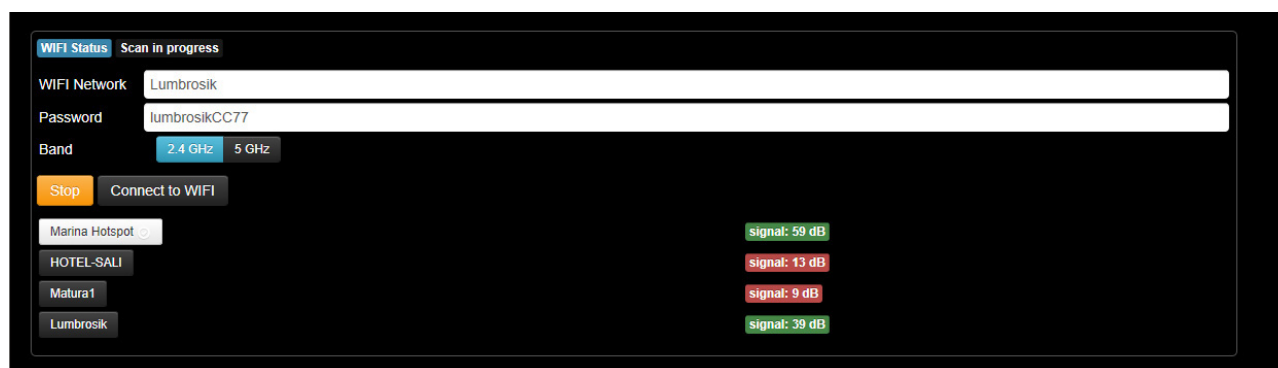 WIFI Status Scan in progress
WIFI Network Lumbrosik
Password lumbrosikCC77
Band 2.4 GHz 5 GHz
Stop Connect to WIFI
Marina Hotspot signal: 59 dB
HOTEL-SALI signal: 13 dB
Matura1 signal: 9 dB
Lumbrosik signal: 39 dB